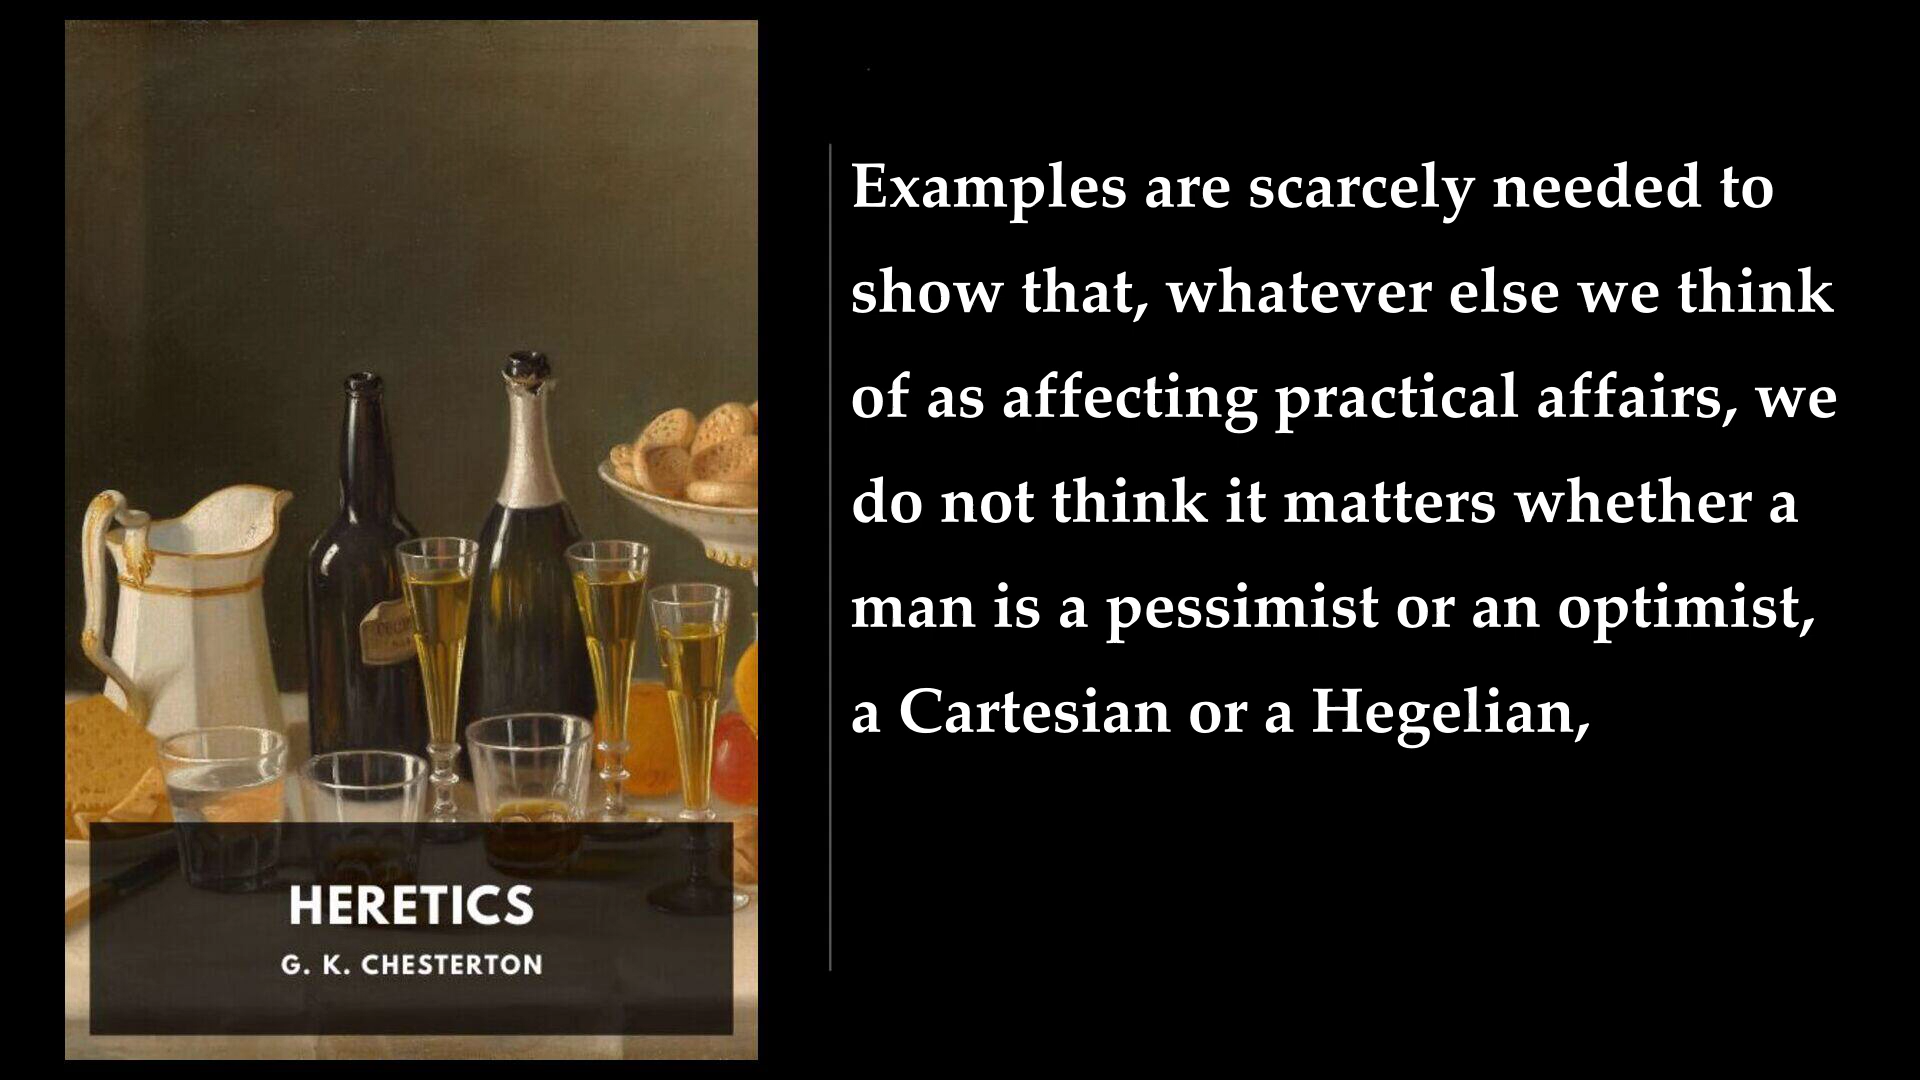 Examples are scarcely needed to
show that, whatever else we think
of as affecting practical affairs, we
do not think it matters whether a
man is a pessimist or an optimist,
a Cartesian or a Hegelian,
HERETICS
G. K. CHESTERTON